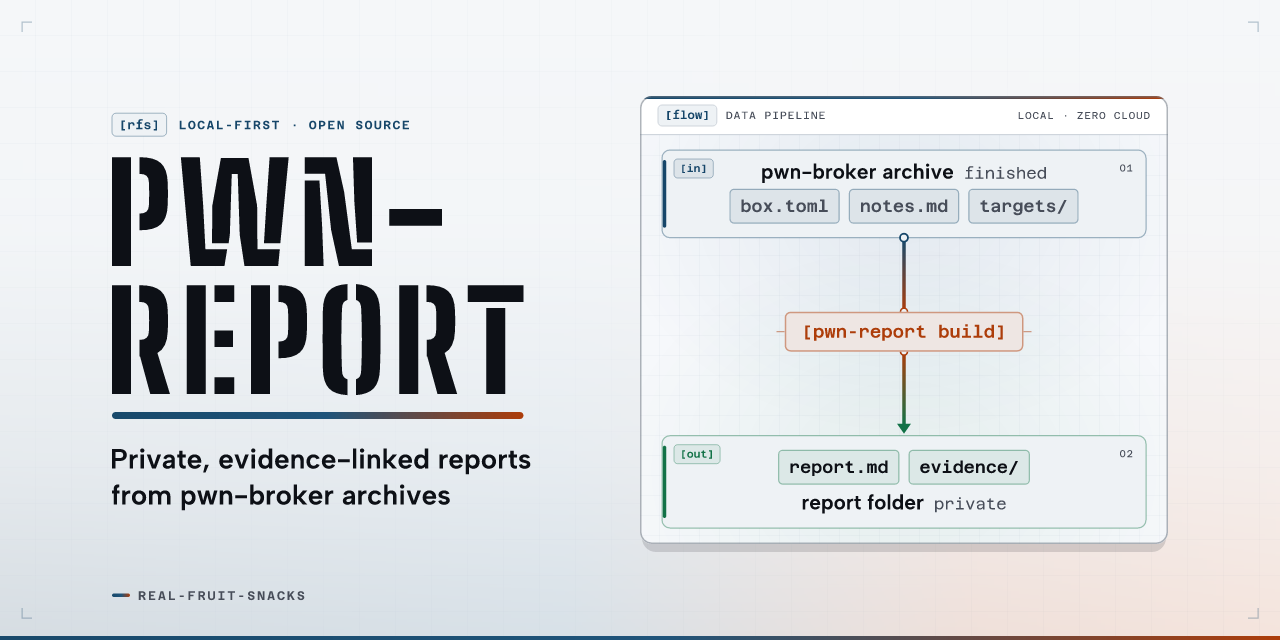 [rfs] LOCAL-FIRST · OPEN SOURCE
PWN-
REPORT
Private, evidence-linked reports
from pwn-broker archives
REAL-FRUIT-SNACKS
[flow] DATA PIPELINE LOCAL · ZERO CLOUD
[in] pwn-broker archive finished 01
box.toml notes.md targets/
[pwn-report build]
[out] report.md evidence/ 02
report folder private